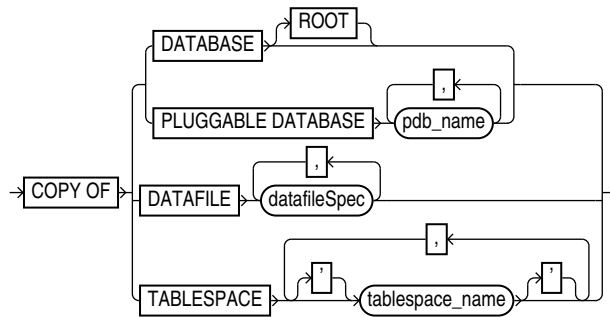 ROOT
DATABASE
,
PLUGGABLE DATABASE pdb_name
,
COPY OF DATAFILE datafileSpec
,
' '
TABLESPACE tablespace_name